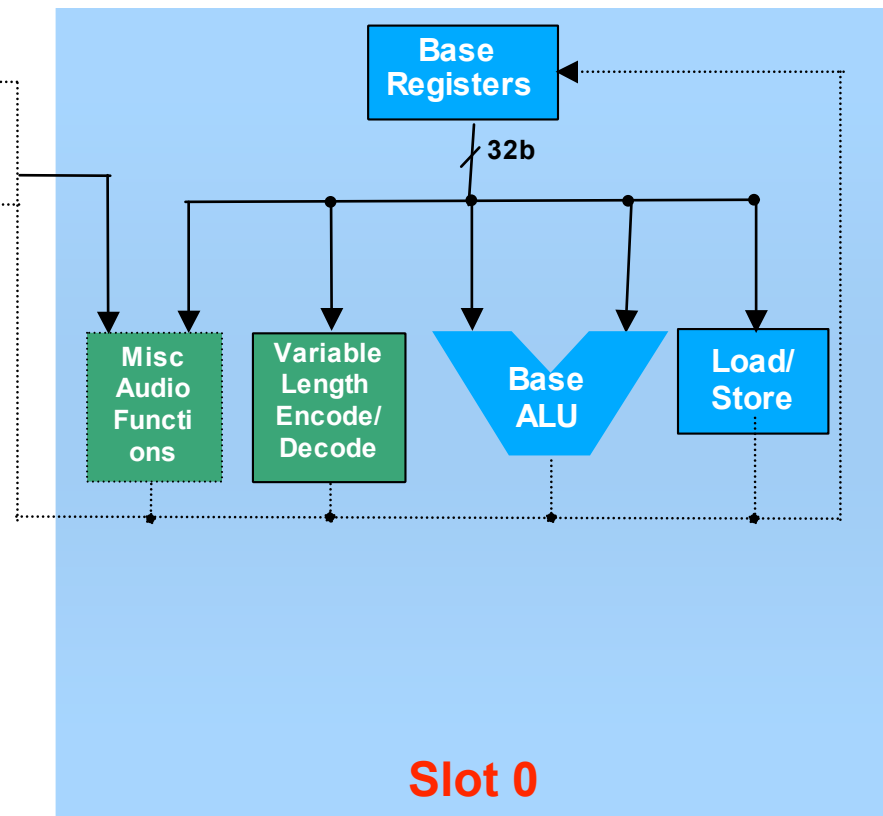 Base
Registers
32b
Misc
Audio
Functi
ons
Variable
Length
Encode/
Decode
Base
ALU
Load/
Store
Slot 0